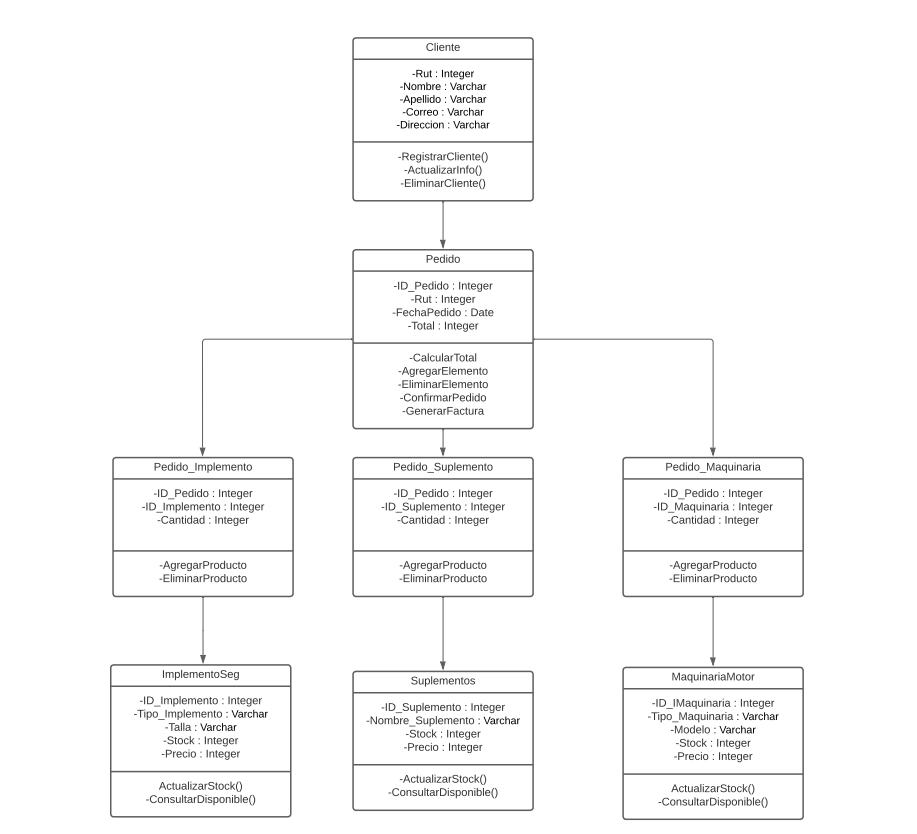 Cliente
-Rut : Integer
-Nombre : Varchar
-Apellido : Varchar
-Correo : Varchar
-Direccion : Varchar
-RegistrarCliente()
-ActualizarInfo()
-EliminarCliente()
Pedido
-ID_Pedido : Integer
-Rut : Integer
-FechaPedido : Date
-Total : Integer
-CalcularTotal
-AgregarElemento
-EliminarElemento
-ConfirmarPedido
-GenerarFactura
Pedido_Implemento
-ID_Pedido : Integer
-ID_Implemento : Integer
-Cantidad : Integer
-AgregarProducto
-EliminarProducto
Pedido_Suplemento
-ID_Pedido : Integer
-ID_Suplemento : Integer
-Cantidad : Integer
-AgregarProducto
-EliminarProducto
Pedido_Maquinaria
-ID_Pedido : Integer
-ID_Maquinaria : Integer
-Cantidad : Integer
-AgregarProducto
-EliminarProducto
ImplementoSeg
-ID_Implemento : Integer
-Tipo_Implemento : Varchar
-Talla : Varchar
-Stock : Integer
-Precio : Integer
ActualizarStock()
-ConsultarDisponible()
Suplementos
-ID_Suplemento : Integer
-Nombre_Suplemento : Varchar
-Stock : Integer
-Precio : Integer
-ActualizarStock()
-ConsultarDisponible()
MaquinariaMotor
-ID_IMaquinaria : Integer
-Tipo_Maquinaria : Varchar
-Modelo : Varchar
-Stock : Integer
-Precio : Integer
ActualizarStock()
-ConsultarDisponible()